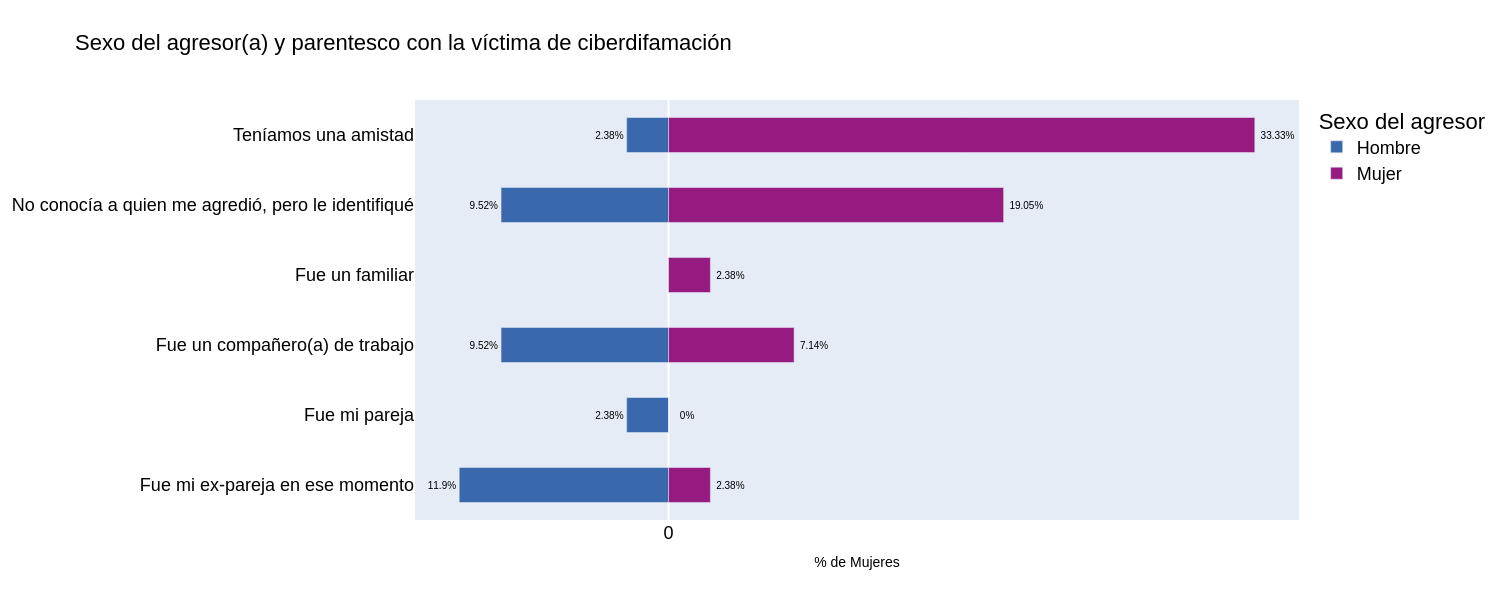 Sexo del agresor(a) y parentesco con la víctima de ciberdifamación
Sexo del agresor
Hombre
Mujer
Teníamos una amistad
2.38%
33.33%
No conocía a quien me agredió, pero le identifiqué
9.52%
19.05%
Fue un familiar
2.38%
Fue un compañero(a) de trabajo
9.52%
7.14%
Fue mi pareja
2.38%
0%
Fue mi ex-pareja en ese momento
11.9%
2.38%
0
% de Mujeres